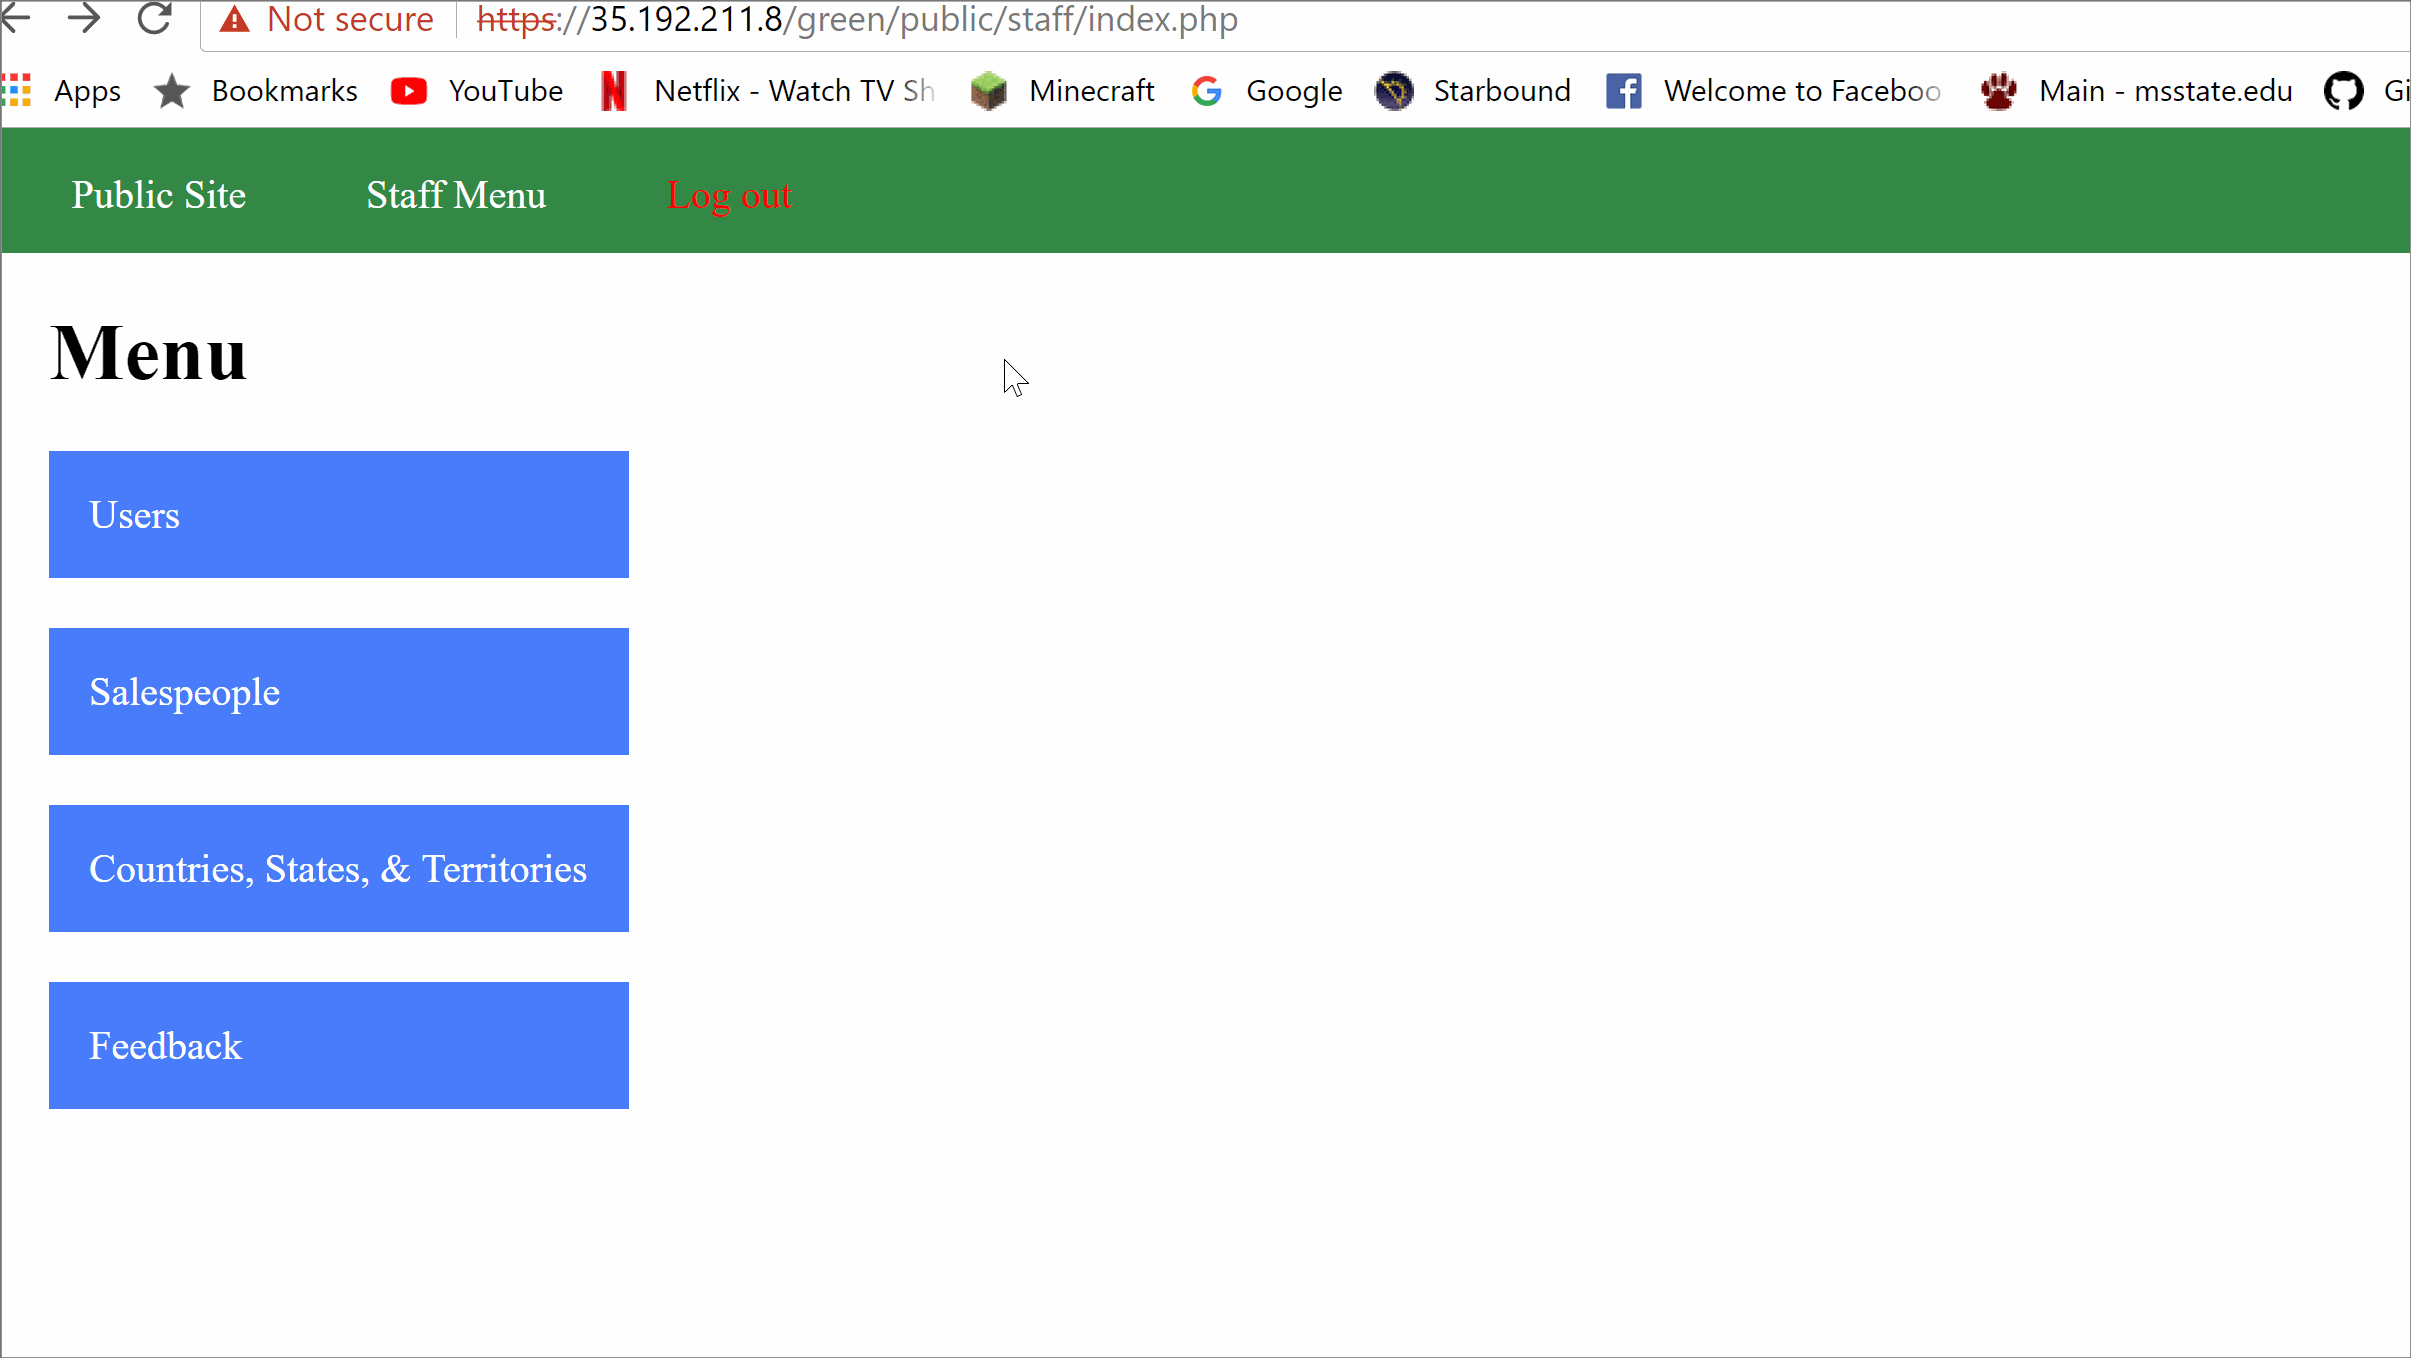 Not secure https://35.192.211.8/green/public/staff/index.php
Apps Bookmarks YouTube Netflix - Watch TV Sh Minecraft Google Starbound Welcome to Faceboo Main - msstate.edu Gi
Public Site Staff Menu Log out
Menu
Users
Salespeople
Countries, States, & Territories
Feedback